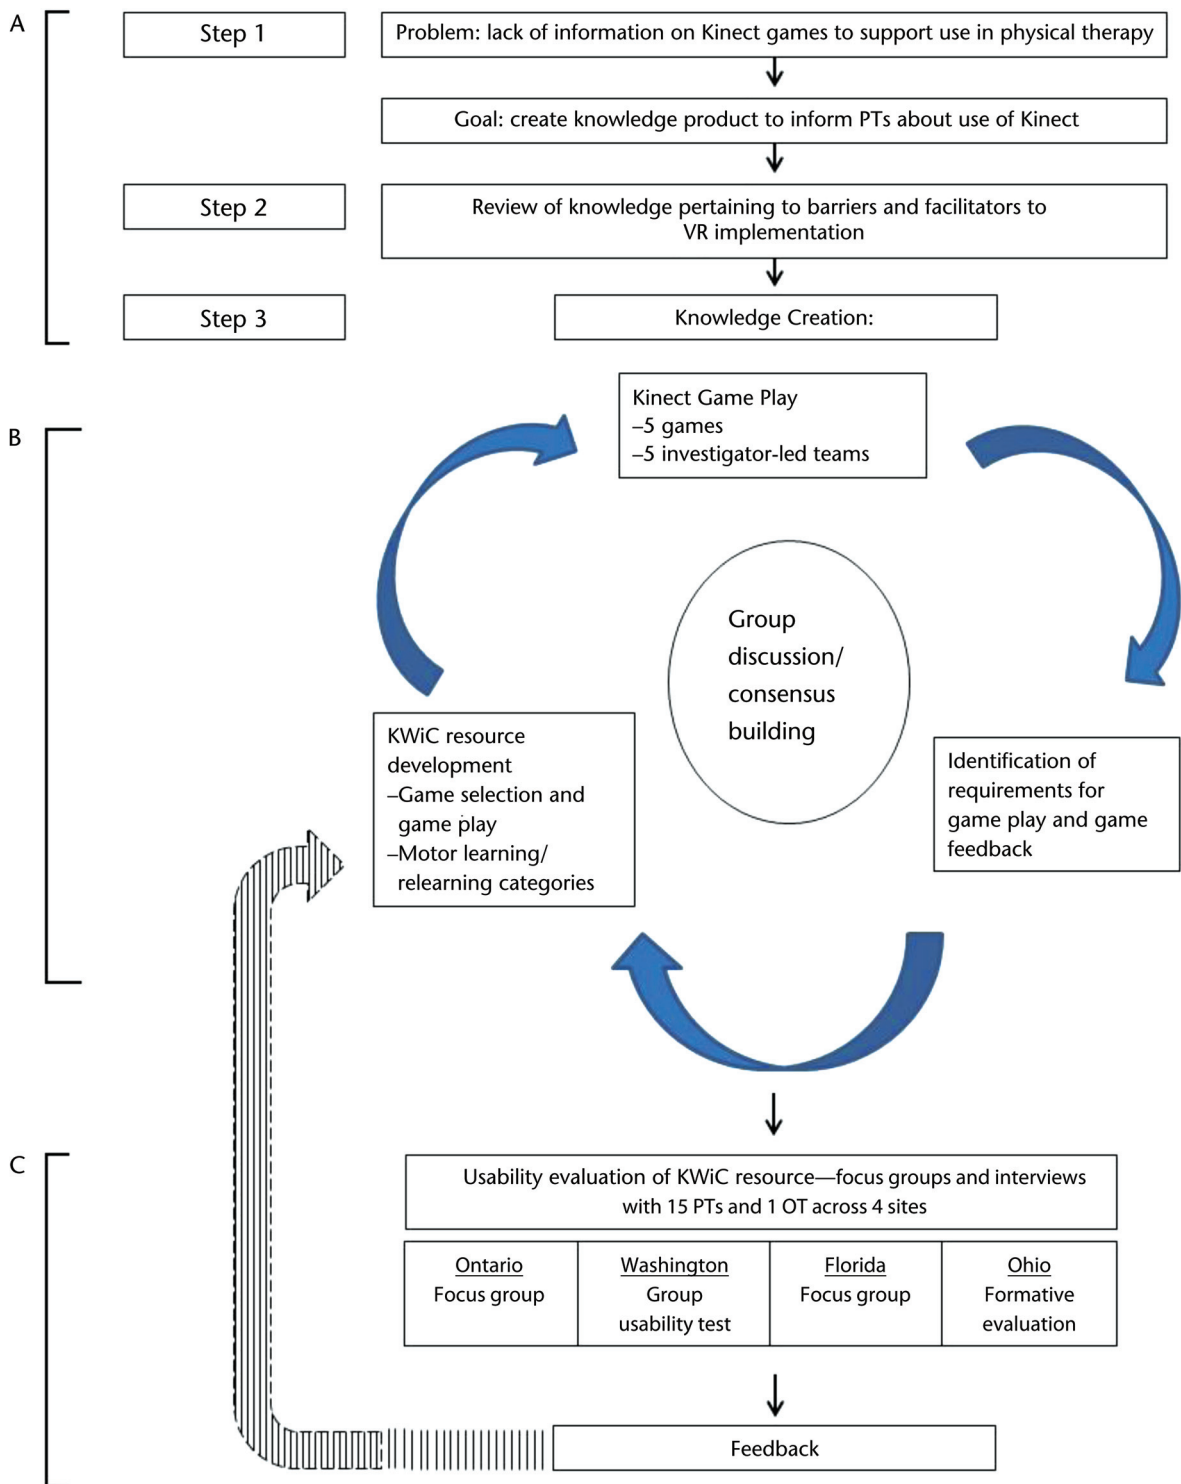 A
Step 1
Problem: lack of information on Kinect games to support use in physical therapy
Goal: create knowledge product to inform PTs about use of Kinect
Step 2
Review of knowledge pertaining to barriers and facilitators to
VR implementation
Step 3
Knowledge Creation:
B
Kinect Game Play
–5 games
–5 investigator-led teams
Group
discussion/
consensus
building
KWiC resource
development
–Game selection and
game play
–Motor learning/
relearning categories
Identification of
requirements for
game play and game
feedback
C
Usability evaluation of KWiC resource—focus groups and interviews
with 15 PTs and 1 OT across 4 sites
Ontario
Focus group
Washington
Group
usability test
Florida
Focus group
Ohio
Formative
evaluation
Feedback